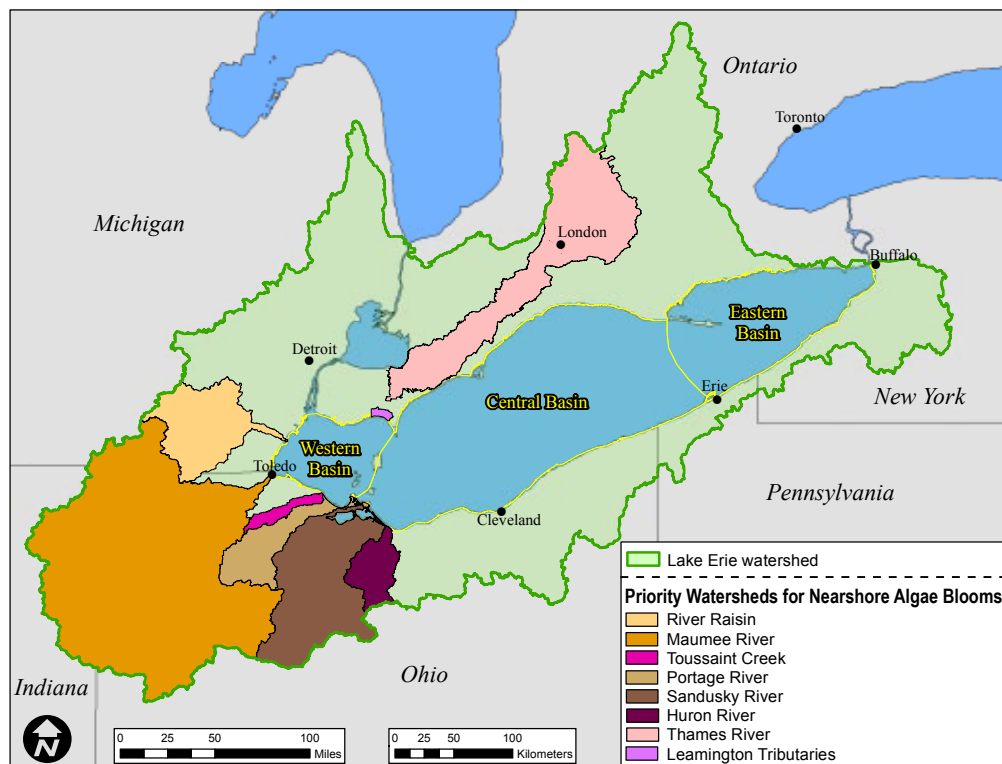 Ontario
Toronto
Michigan
London
Buffalo
Eastern
Basin
Detroit
Central Basin
Erie
New York
Western
Basin
Toledo
Pennsylvania
Cleveland
Lake Erie watershed
Priority Watersheds for Nearshore Algae Blooms
River Raisin
Maumee River
Toussaint Creek
Portage River
Sandusky River
Huron River
Thames River
Leamington Tributaries
Ohio
Indiana
N
0 25 50 100
Miles
0 25 50 100
Kilometers